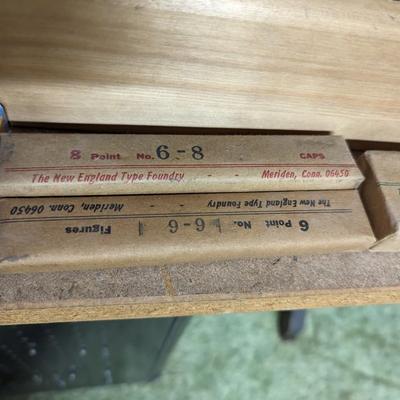 8 Point No. 6-8 CAPS
The New England Type Foundry - - Meriden, Conn. 06450
6 Point No. 6-6 Figures
The New England Type Foundry - - Meriden, Conn. 06450